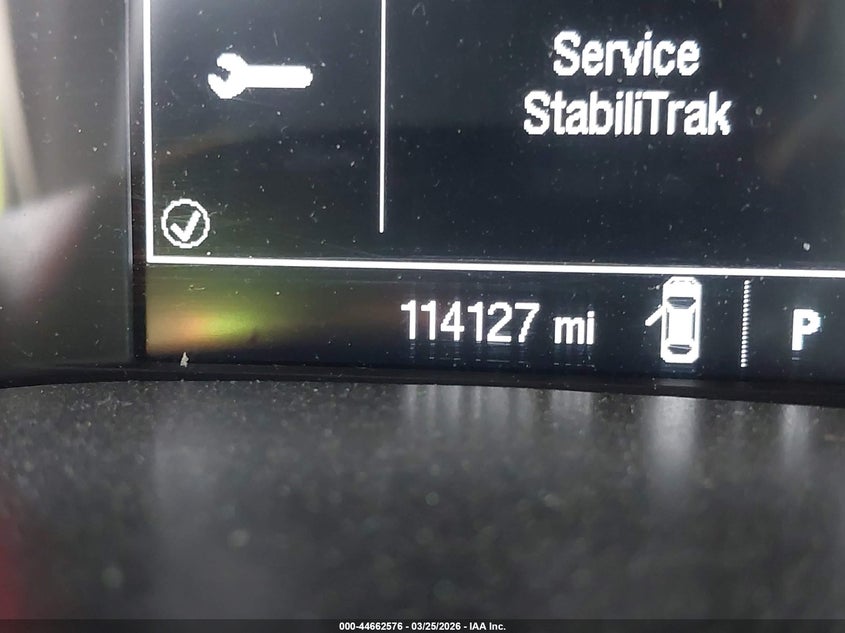 Service
StabiliTrak
114127 mi
P
000-44662576 - 03/25/2026 - IAA Inc.